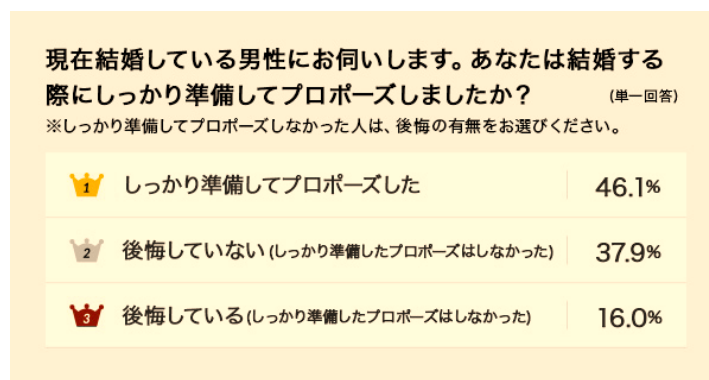 現在結婚している男性にお伺いします。あなたは結婚する
際にしっかり準備してプロポーズしましたか？ (単一回答)
※しっかり準備してプロポーズしなかった人は、後悔の有無をお選びください。
1 しっかり準備してプロポーズした 46.1%
2 後悔していない (しっかり準備したプロポーズはしなかった) 37.9%
3 後悔している(しっかり準備したプロポーズはしなかった) 16.0%